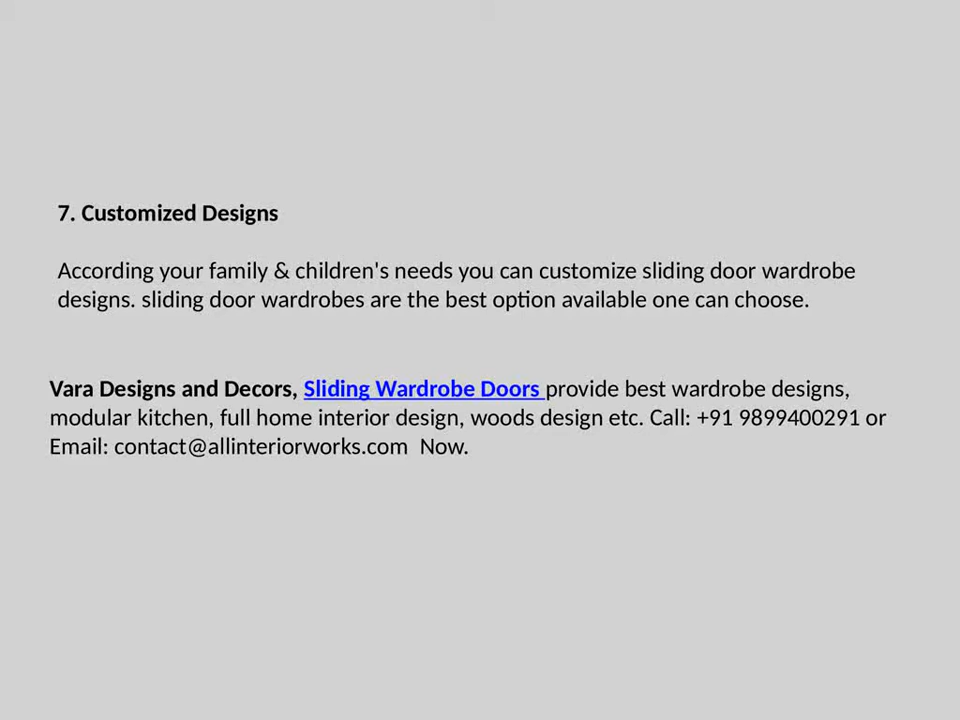 7. Customized Designs
According your family & children's needs you can customize sliding door wardrobe
designs. sliding door wardrobes are the best option available one can choose.
Vara Designs and Decors, Sliding Wardrobe Doors provide best wardrobe designs,
modular kitchen, full home interior design, woods design etc. Call: +91 9899400291 or
Email: contact@allinteriorworks.com  Now.